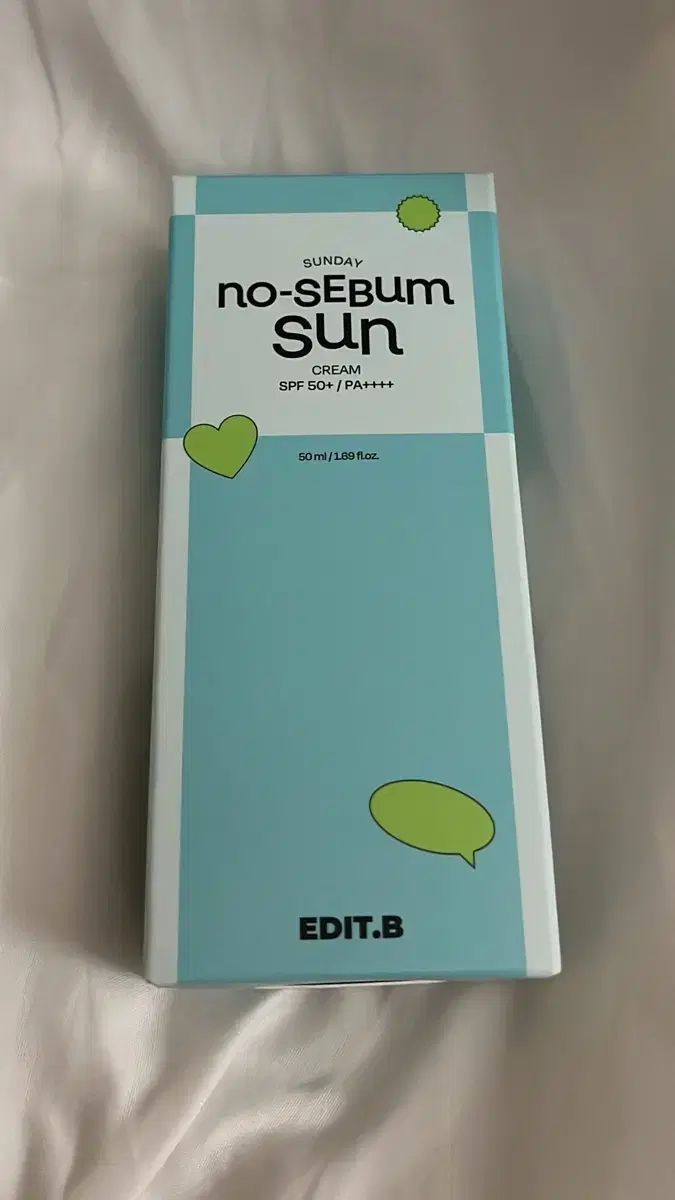 SUNDAY
no-SEBum
sun
CREAM
SPF 50+ / PA++++
50 ml / 1.69 fl.oz.
EDIT.B